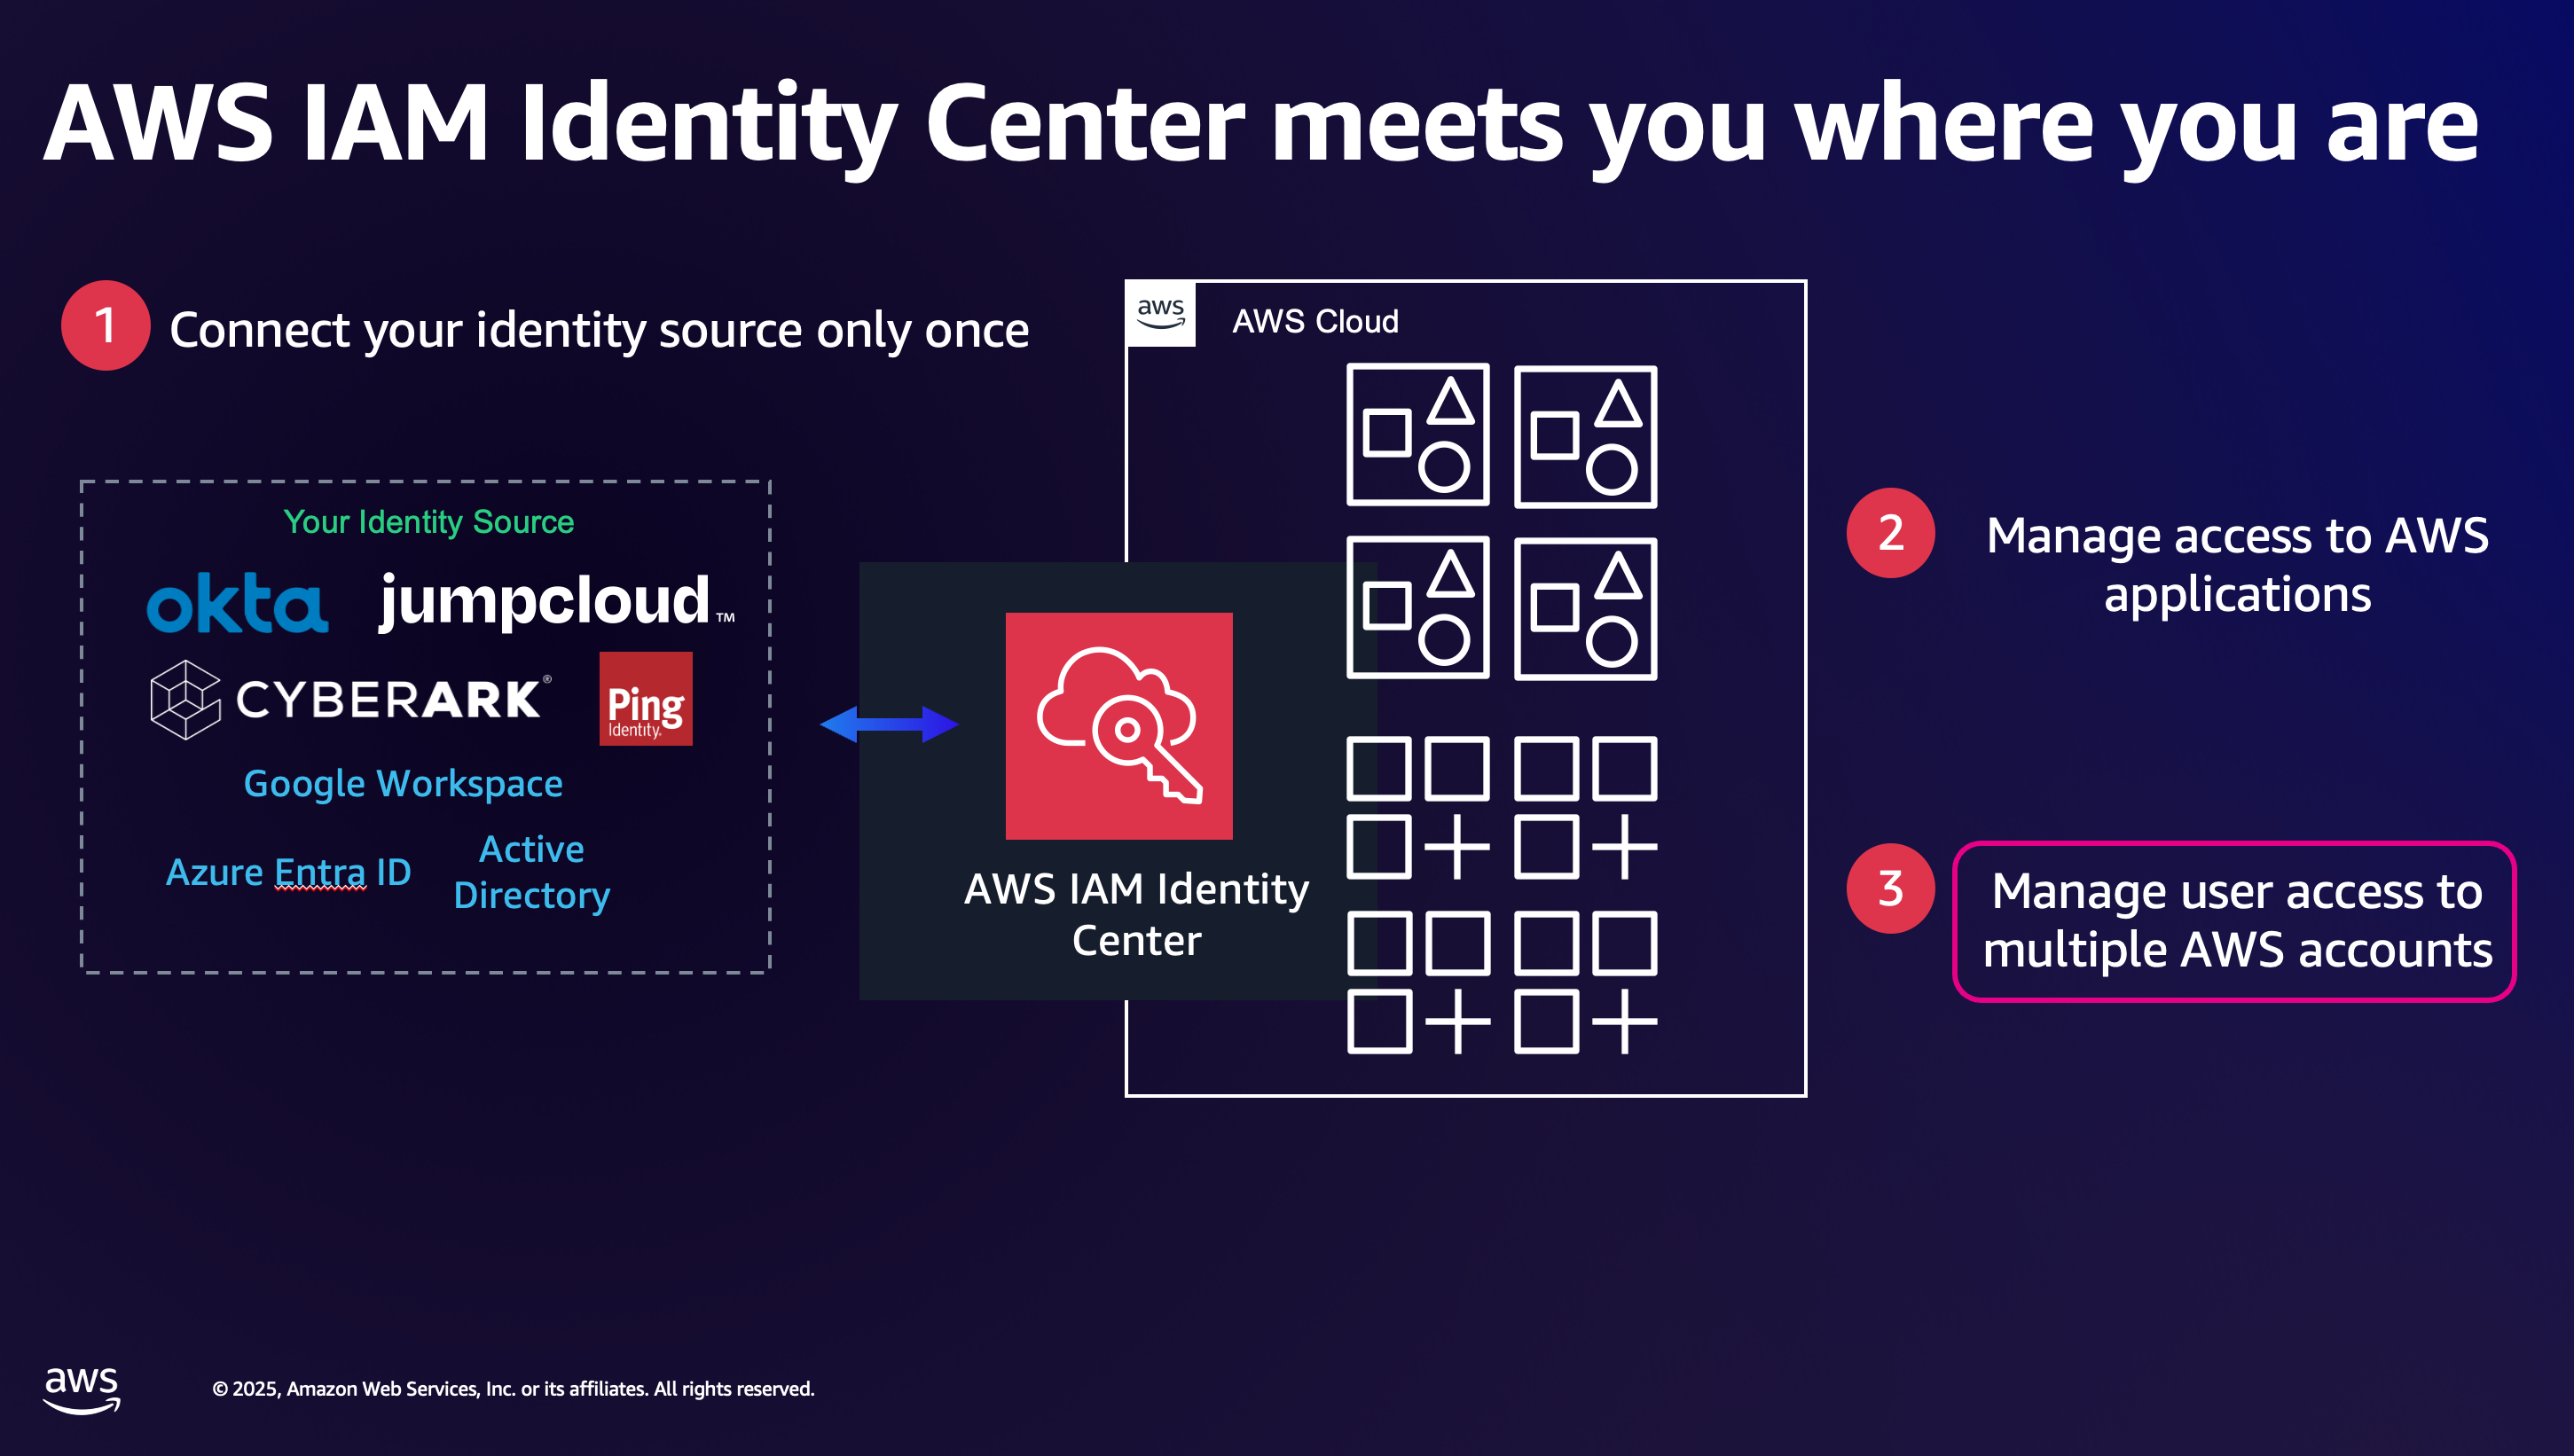 AWS IAM Identity Center meets you where you are
1
Connect your identity source only once
Your Identity Source
okta
jumpcloud™
CYBERARK®
Ping
Identity.
Google Workspace
Azure Entra ID
Active
Directory
AWS IAM Identity
Center
aws
AWS Cloud
2
Manage access to AWS
applications
3
Manage user access to
multiple AWS accounts
aws
© 2025, Amazon Web Services, Inc. or its affiliates. All rights reserved.